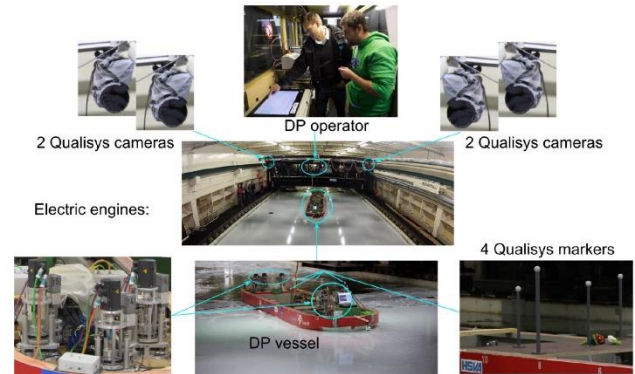 DP operator
2 Qualisys cameras
2 Qualisys cameras
Electric engines:
4 Qualisys markers
DP vessel
HSVA